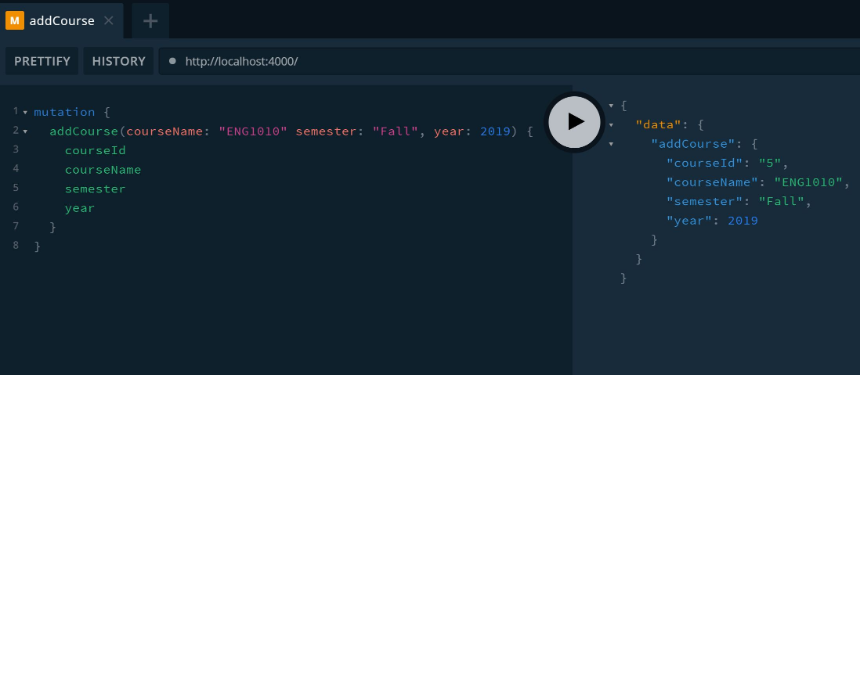 M addCourse × +
PRETTIFY HISTORY http://localhost:4000/
1 mutation {
2 addCourse(courseName: "ENG1010" semester: "Fall", year: 2019) {
3 courseId
4 courseName
5 semester
6 year
7 }
8 }
{
"data": {
"addCourse": {
"courseId": "5",
"courseName": "ENG1010",
"semester": "Fall",
"year": 2019
}
}
}